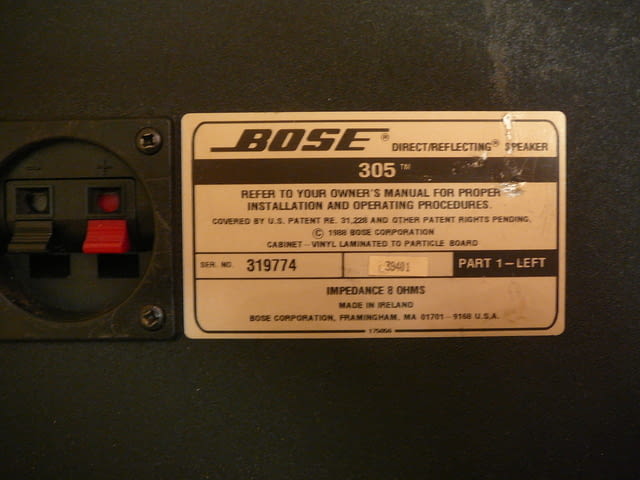 - +
BOSE® DIRECT/REFLECTING® SPEAKER
305™
REFER TO YOUR OWNER'S MANUAL FOR PROPER
INSTALLATION AND OPERATING PROCEDURES.
COVERED BY U.S. PATENT RE. 31,228 AND OTHER PATENT RIGHTS PENDING.
© 1988 BOSE CORPORATION
CABINET-VINYL LAMINATED TO PARTICLE BOARD
SER. NO. 319774 PART 1-LEFT
IMPEDANCE 8 OHMS
MADE IN IRELAND
BOSE CORPORATION, FRAMINGHAM, MA 01701-9168 U.S.A.